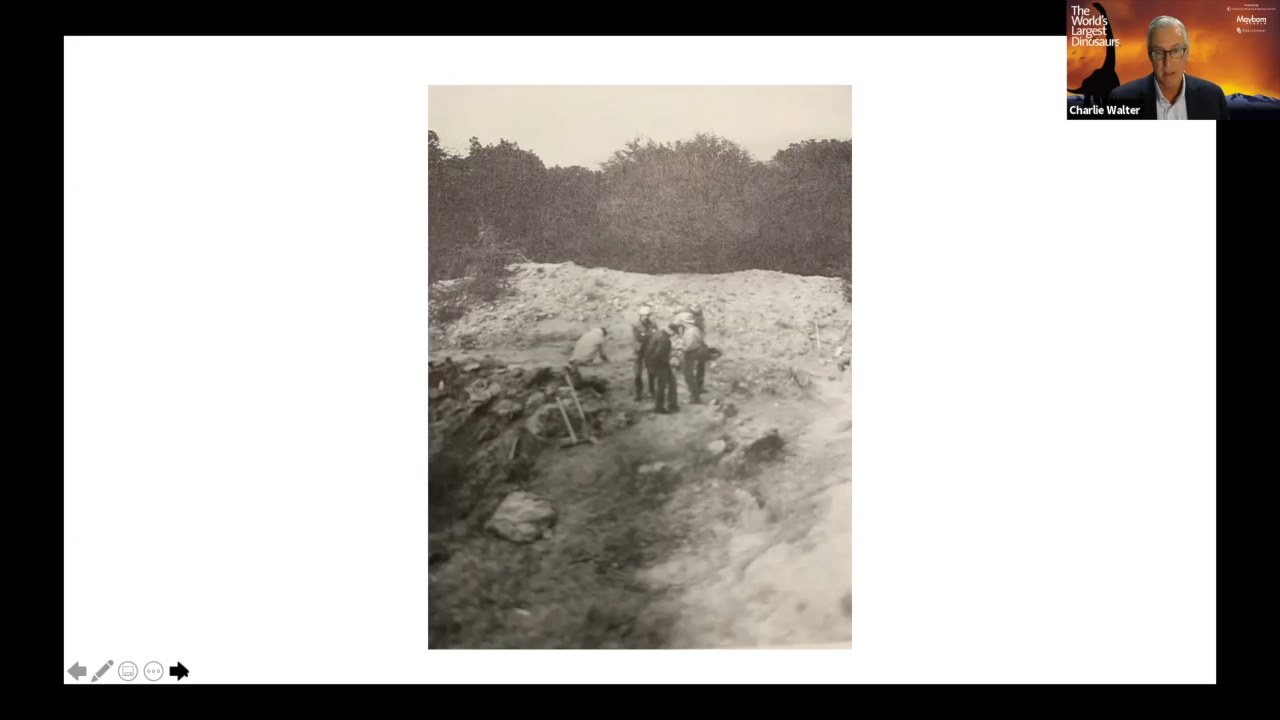 The
World's
Largest
Dinosaurs
Mayborn
Charlie Walter